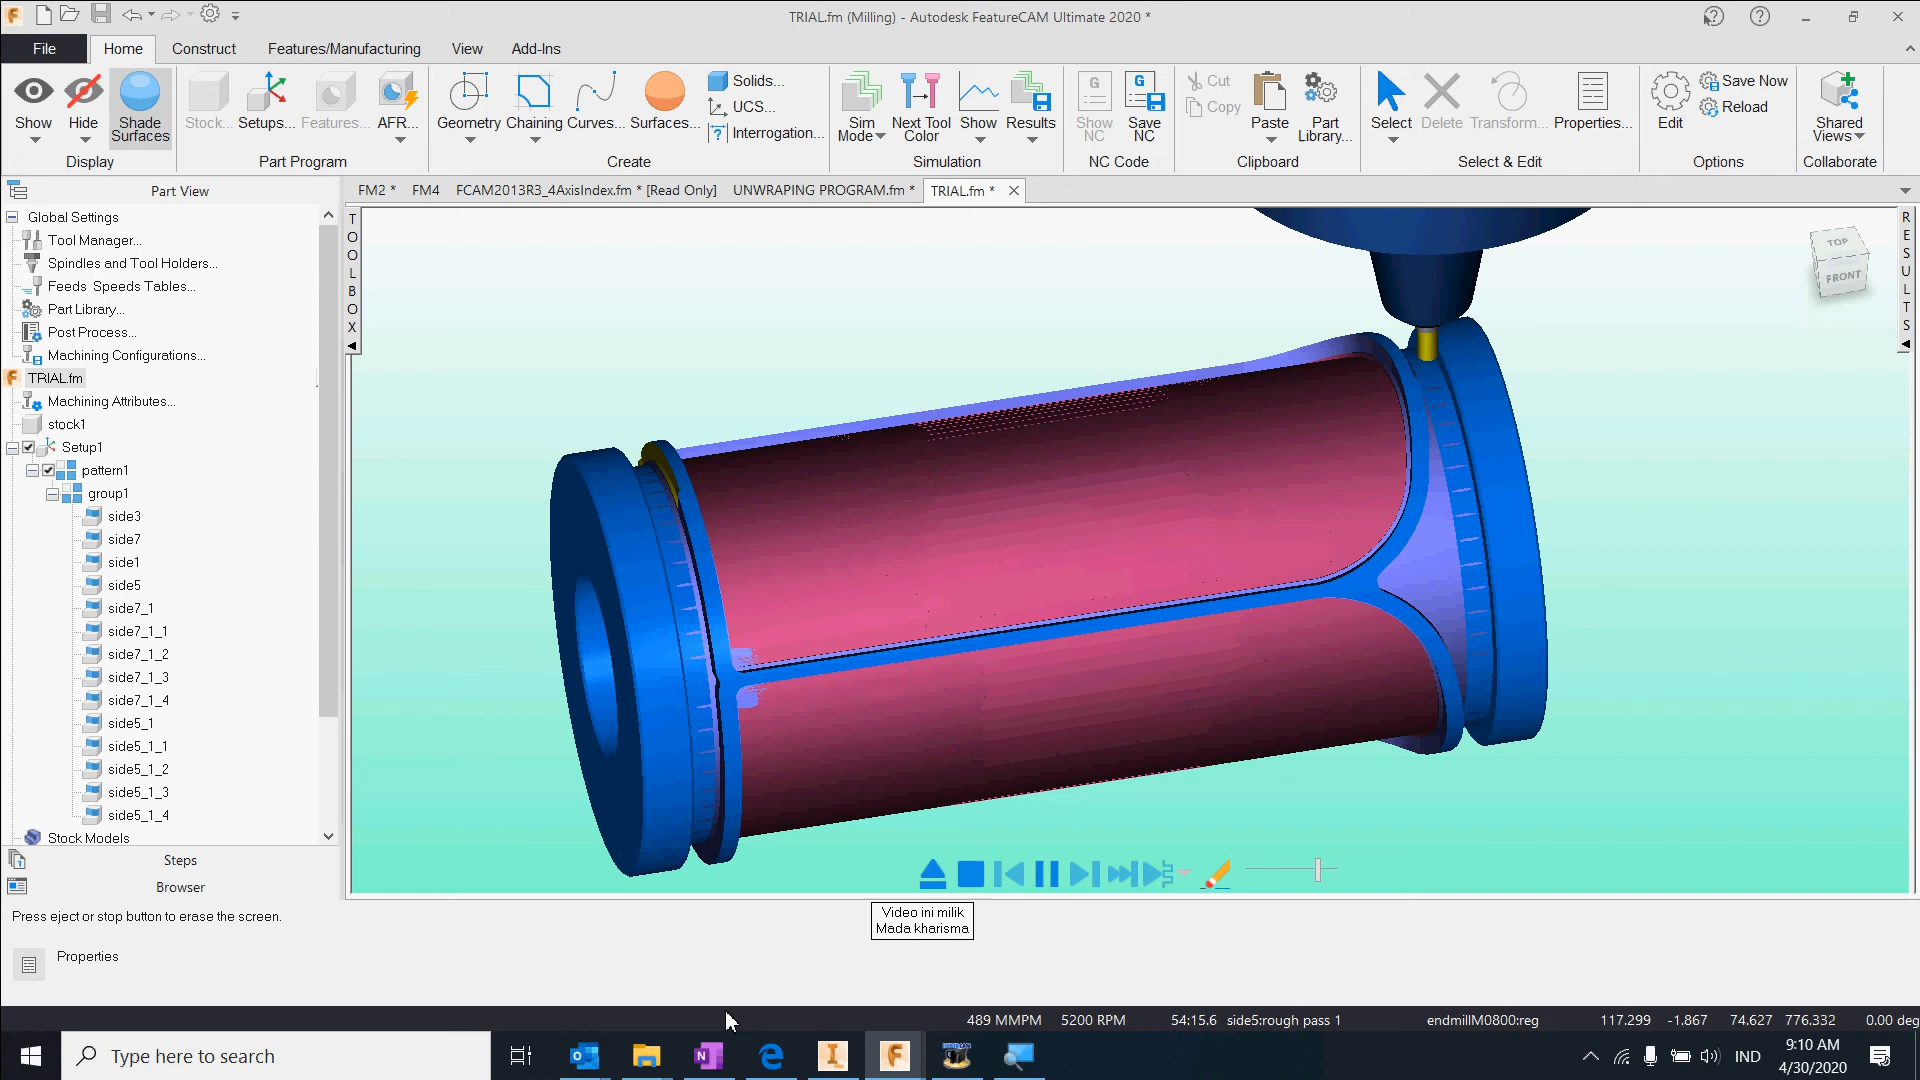 TRIAL.fm (Milling) - Autodesk FeatureCAM Ultimate 2020 *
File
Home
Construct
Features/Manufacturing
View
Add-Ins
Show
Hide
Shade Surfaces
Display
Stock...
Setups...
Features...
AFR...
Part Program
Geometry
Chaining
Curves...
Surfaces...
Solids...
UCS...
Interrogation...
Create
Sim Mode
Next Tool Color
Show
Results
Simulation
Show NC
Save NC
NC Code
Cut
Copy
Paste
Part Library...
Clipboard
Select
Delete
Transform...
Properties...
Select & Edit
Edit
Save Now
Reload
Options
Shared Views
Collaborate
Part View
FM2 *
FM4
FCAM2013R3_4AxisIndex.fm * [Read Only]
UNWRAPING PROGRAM.fm *
TRIAL.fm *
Global Settings
Tool Manager...
Spindles and Tool Holders...
Feeds Speeds Tables...
Part Library...
Post Process...
Machining Configurations...
TRIAL.fm
Machining Attributes...
stock1
Setup1
pattern1
group1
side3
side7
side1
side5
side7_1
side7_1_1
side7_1_2
side7_1_3
side7_1_4
side5_1
side5_1_1
side5_1_2
side5_1_3
side5_1_4
Stock Models
Steps
Browser
TOOLBOX
TOP
FRONT
RESULTS
Video ini milik
Mada kharisma
Press eject or stop button to erase the screen.
Properties
489 MMPM
5200 RPM
54:15.6
side5:rough pass 1
endmillM0800:reg
117.299
-1.867
74.627
776.332
0.00 deg
Type here to search
IND
9:10 AM
4/30/2020